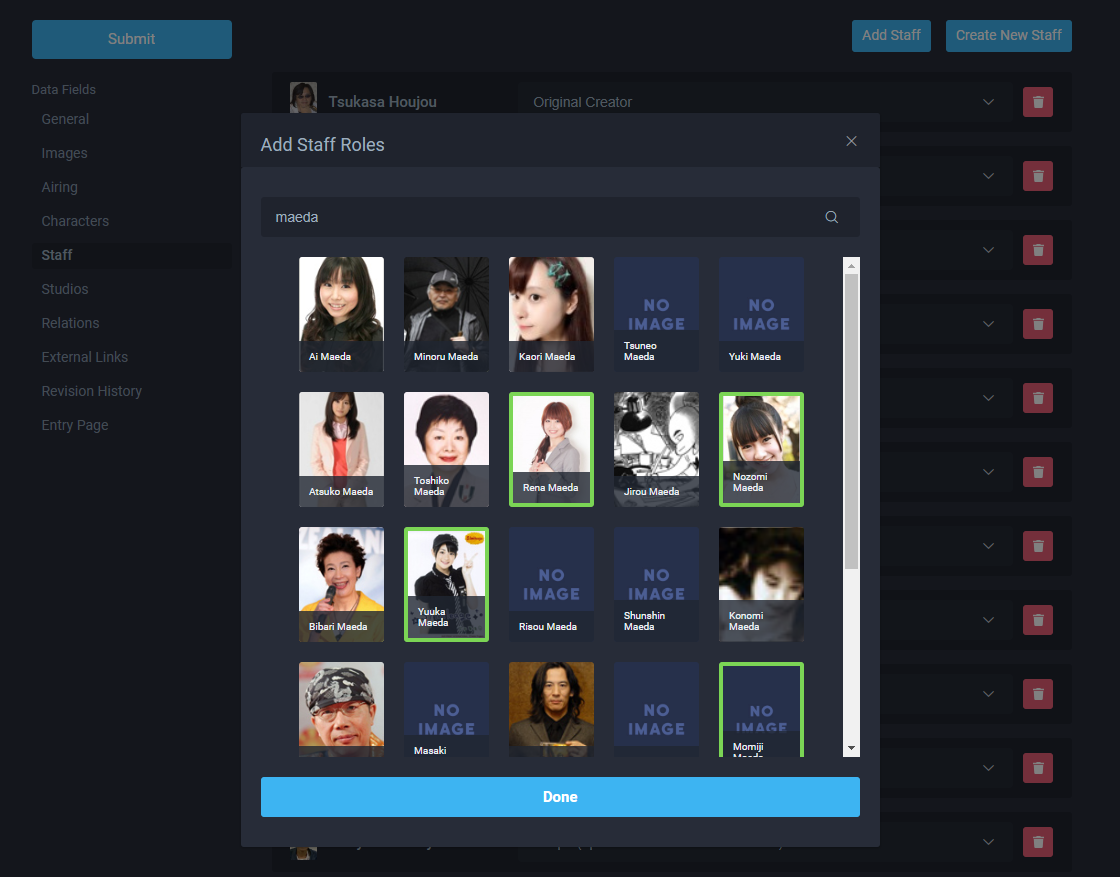 Submit
Add Staff
Create New Staff
Data Fields
General
Images
Airing
Characters
Staff
Studios
Relations
External Links
Revision History
Entry Page
Tsukasa Houjou
Original Creator
Add Staff Roles
maeda
Ai Maeda
Minoru Maeda
Kaori Maeda
NO
IMAGE
Tsuneo
Maeda
NO
IMAGE
Yuki Maeda
Atsuko Maeda
Toshiko
Maeda
Rena Maeda
Jirou Maeda
Nozomi
Maeda
Bibari Maeda
Yuuka
Maeda
NO
IMAGE
Risou Maeda
NO
IMAGE
Shunshin
Maeda
Konomi
Maeda
NO
IMAGE
Masaki
NO
IMAGE
NO
IMAGE
Momiji
Maeda
Done